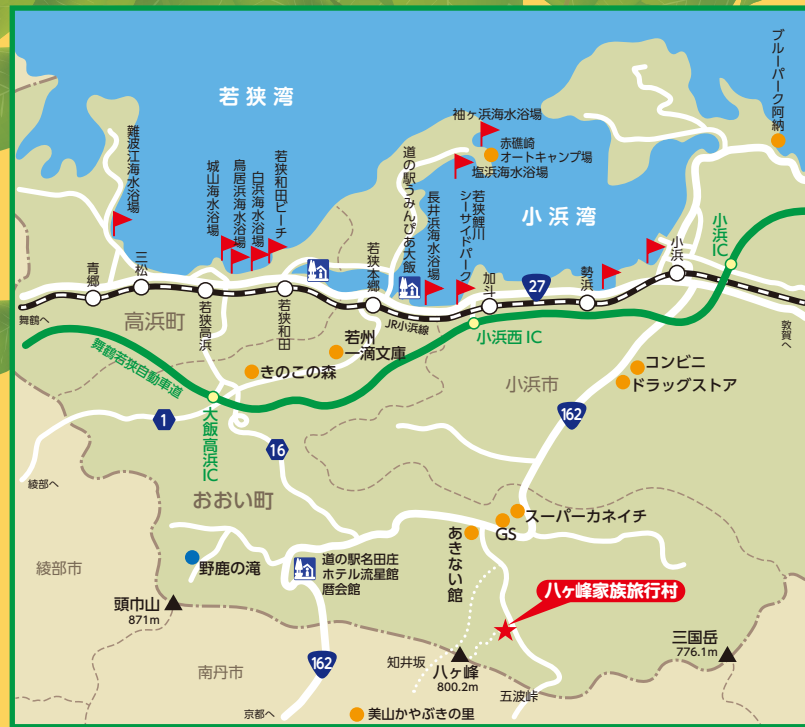 若狭湾
小浜湾
ブルーパーク阿納
袖ヶ浜海水浴場
赤礁崎
オートキャンプ場
塩浜海水浴場
難波江海水浴場
城山海水浴場
鳥居浜海水浴場
白浜海水浴場
若狭和田ビーチ
道の駅うみんぴあ大飯
長井浜海水浴場
若狭鯉川
シーサイドパーク
小浜IC
小浜
勢浜
加斗
若狭本郷
若狭和田
若狭高浜
三松
青郷
27
JR小浜線
舞鶴へ
敦賀へ
高浜町
舞鶴若狭自動車道
若州
一滴文庫
きのこの森
小浜西 IC
小浜市
コンビニ
ドラッグストア
162
1
大飯高浜IC
16
綾部へ
おおい町
スーパーカネイチ
GS
あきない館
綾部市
野鹿の滝
道の駅名田庄
ホテル流星館
暦会館
八ヶ峰家族旅行村
頭巾山
871m
三国岳
776.1m
南丹市
162
知井坂
八ヶ峰
800.2m
五波峠
京都へ
美山かやぶきの里